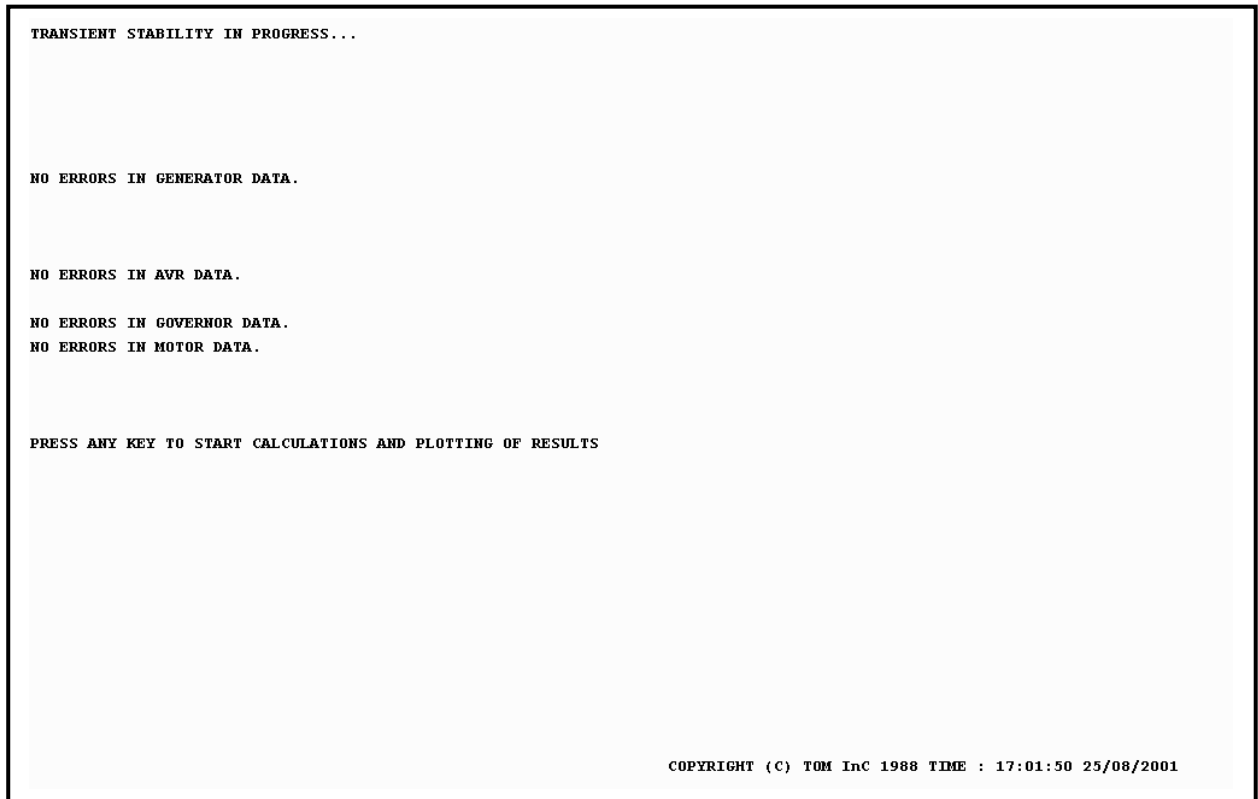 TRANSIENT STABILITY IN PROGRESS...
NO ERRORS IN GENERATOR DATA.
NO ERRORS IN AVR DATA.
NO ERRORS IN GOVERNOR DATA.
NO ERRORS IN MOTOR DATA.
PRESS ANY KEY TO START CALCULATIONS AND PLOTTING OF RESULTS
COPYRIGHT (C) TOM InC 1988 TIME : 17:01:50 25/08/2001